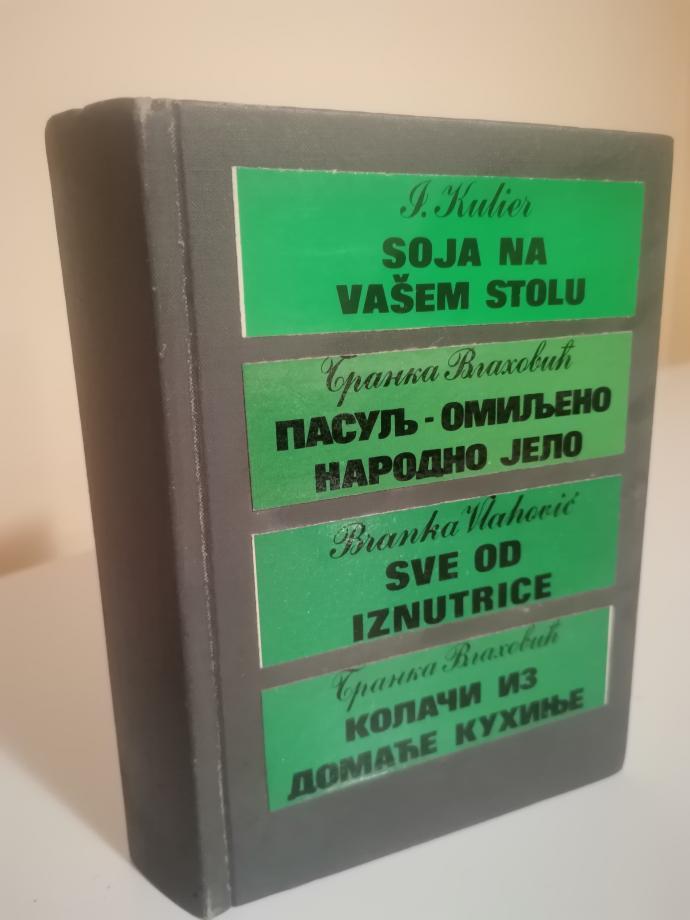 I. Kulier
SOJA NA
VAŠEM STOLU
Бранка Влаховић
ПАСУЉ - ОМИЉЕНО
НАРОДНО ЈЕЛО
Branka Vlahović
SVE OD
IZNUTRICE
Бранка Влаховић
КОЛАЧИ ИЗ
ДОМАЋЕ КУХИЊЕ